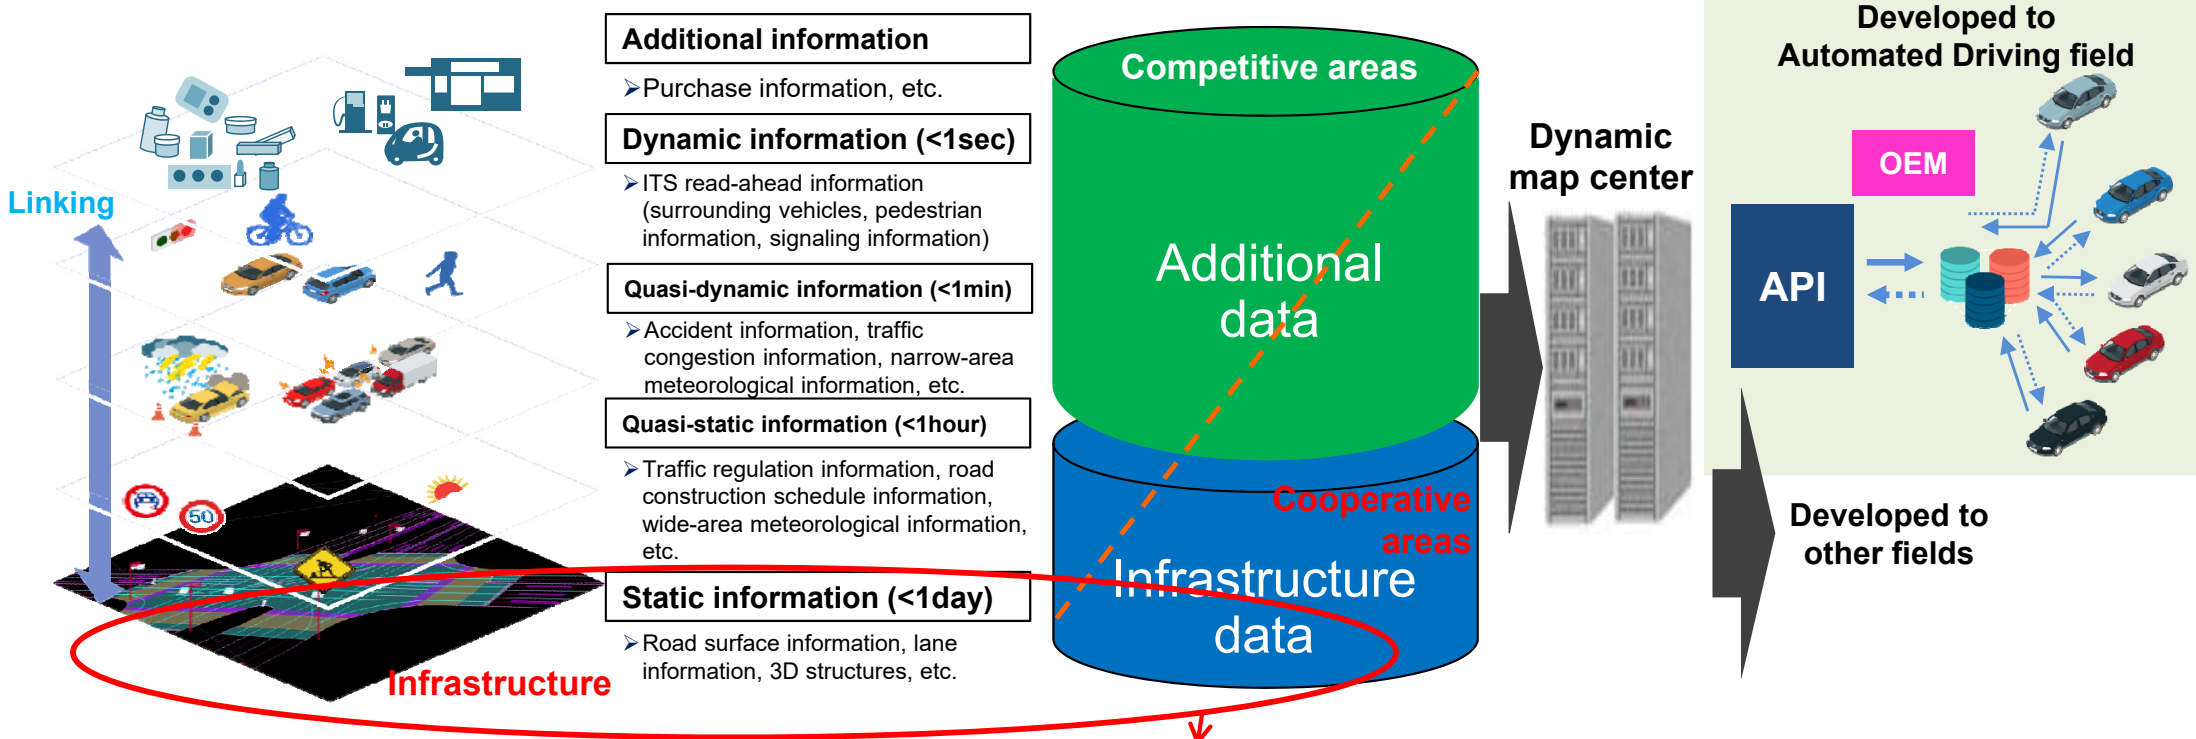 Linking
50
Infrastructure
Additional information
➢Purchase information, etc.
Dynamic information (<1sec)
➢ITS read-ahead information
(surrounding vehicles, pedestrian
information, signaling information)
Quasi-dynamic information (<1min)
➢Accident information, traffic
congestion information, narrow-area
meteorological information, etc.
Quasi-static information (<1hour)
➢Traffic regulation information, road
construction schedule information,
wide-area meteorological information,
etc.
Static information (<1day)
➢Road surface information, lane
information, 3D structures, etc.
Competitive areas
Additional
data
Cooperative
areas
Infrastructure
data
Dynamic
map center
Developed to
Automated Driving field
OEM
API
Developed to
other fields